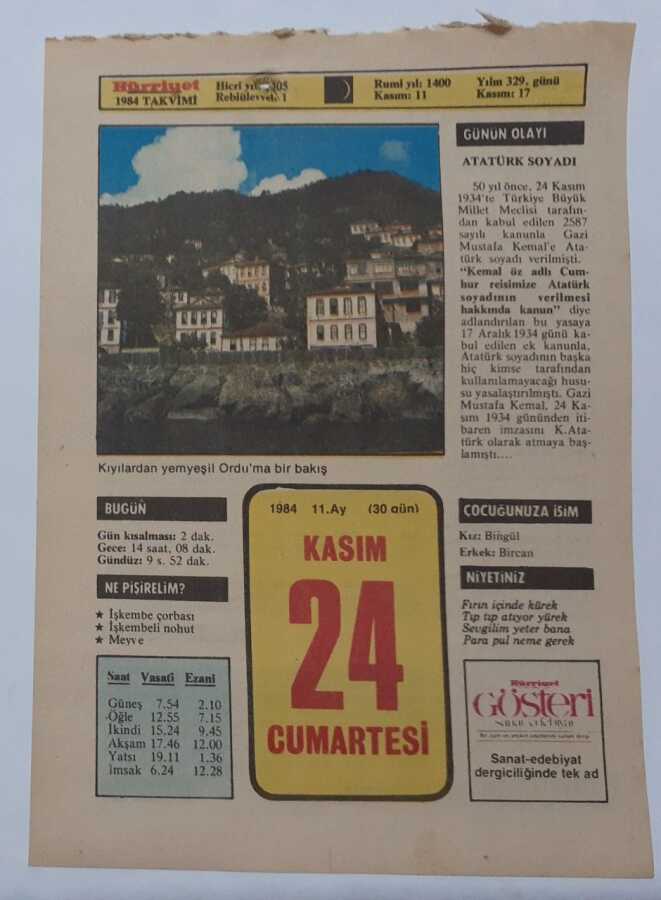 Hürriyet
1984 TAKVİMİ
Hicri yıl: 1405
Rebiülevvel: 1
Rumi yıl: 1400
Kasım: 11
Yılın 329. günü
Kasım: 17
GÜNÜN OLAYI
ATATÜRK SOYADI
50 yıl önce, 24 Kasım
1934'te Türkiye Büyük
Millet Meclisi tarafın-
dan kabul edilen 2587
sayılı kanunla Gazi
Mustafa Kemal'e Ata-
türk soyadı verilmişti.
"Kemal öz adlı Cum-
hur reisimize Atatürk
soyadının verilmesi
hakkında kanun" diye
adlandırılan bu yasaya
17 Aralık 1934 günü ka-
bul edilen ek kanunla,
Atatürk soyadının başka
hiç kimse tarafından
kullanılamayacağı husu-
su yasalaştırılmıştı. Gazi
Mustafa Kemal, 24 Ka-
sım 1934 gününden iti-
baren imzasını K.Ata-
türk olarak atmaya baş-
lamıştı....
Kıyılardan yemyeşil Ordu'ma bir bakış
BUGÜN
Gün kısalması: 2 dak.
Gece: 14 saat, 08 dak.
Gündüz: 9 s. 52 dak.
NE PİŞİRELİM?
★ İşkembe çorbası
★ İşkembeli nohut
★ Meyve
Saat Vasati Ezani
Güneş 7.54 2.10
Öğle 12.55 7.15
İkindi 15.24 9.45
Akşam 17.46 12.00
Yatsı 19.11 1.36
İmsak 6.24 12.28
1984 11.Ay (30 gün)
KASIM
24
CUMARTESİ
ÇOCUĞUNUZA İSİM
Kız: Bingül
Erkek: Bircan
NİYETİNİZ
Fırın içinde kürek
Tıp tıp atıyor yürek
Sevgilim yeter bana
Para pul neme gerek
Hürriyet
GÖSTERİ
sanat edebiyat
Sanat-edebiyat
dergiciliğinde tek ad